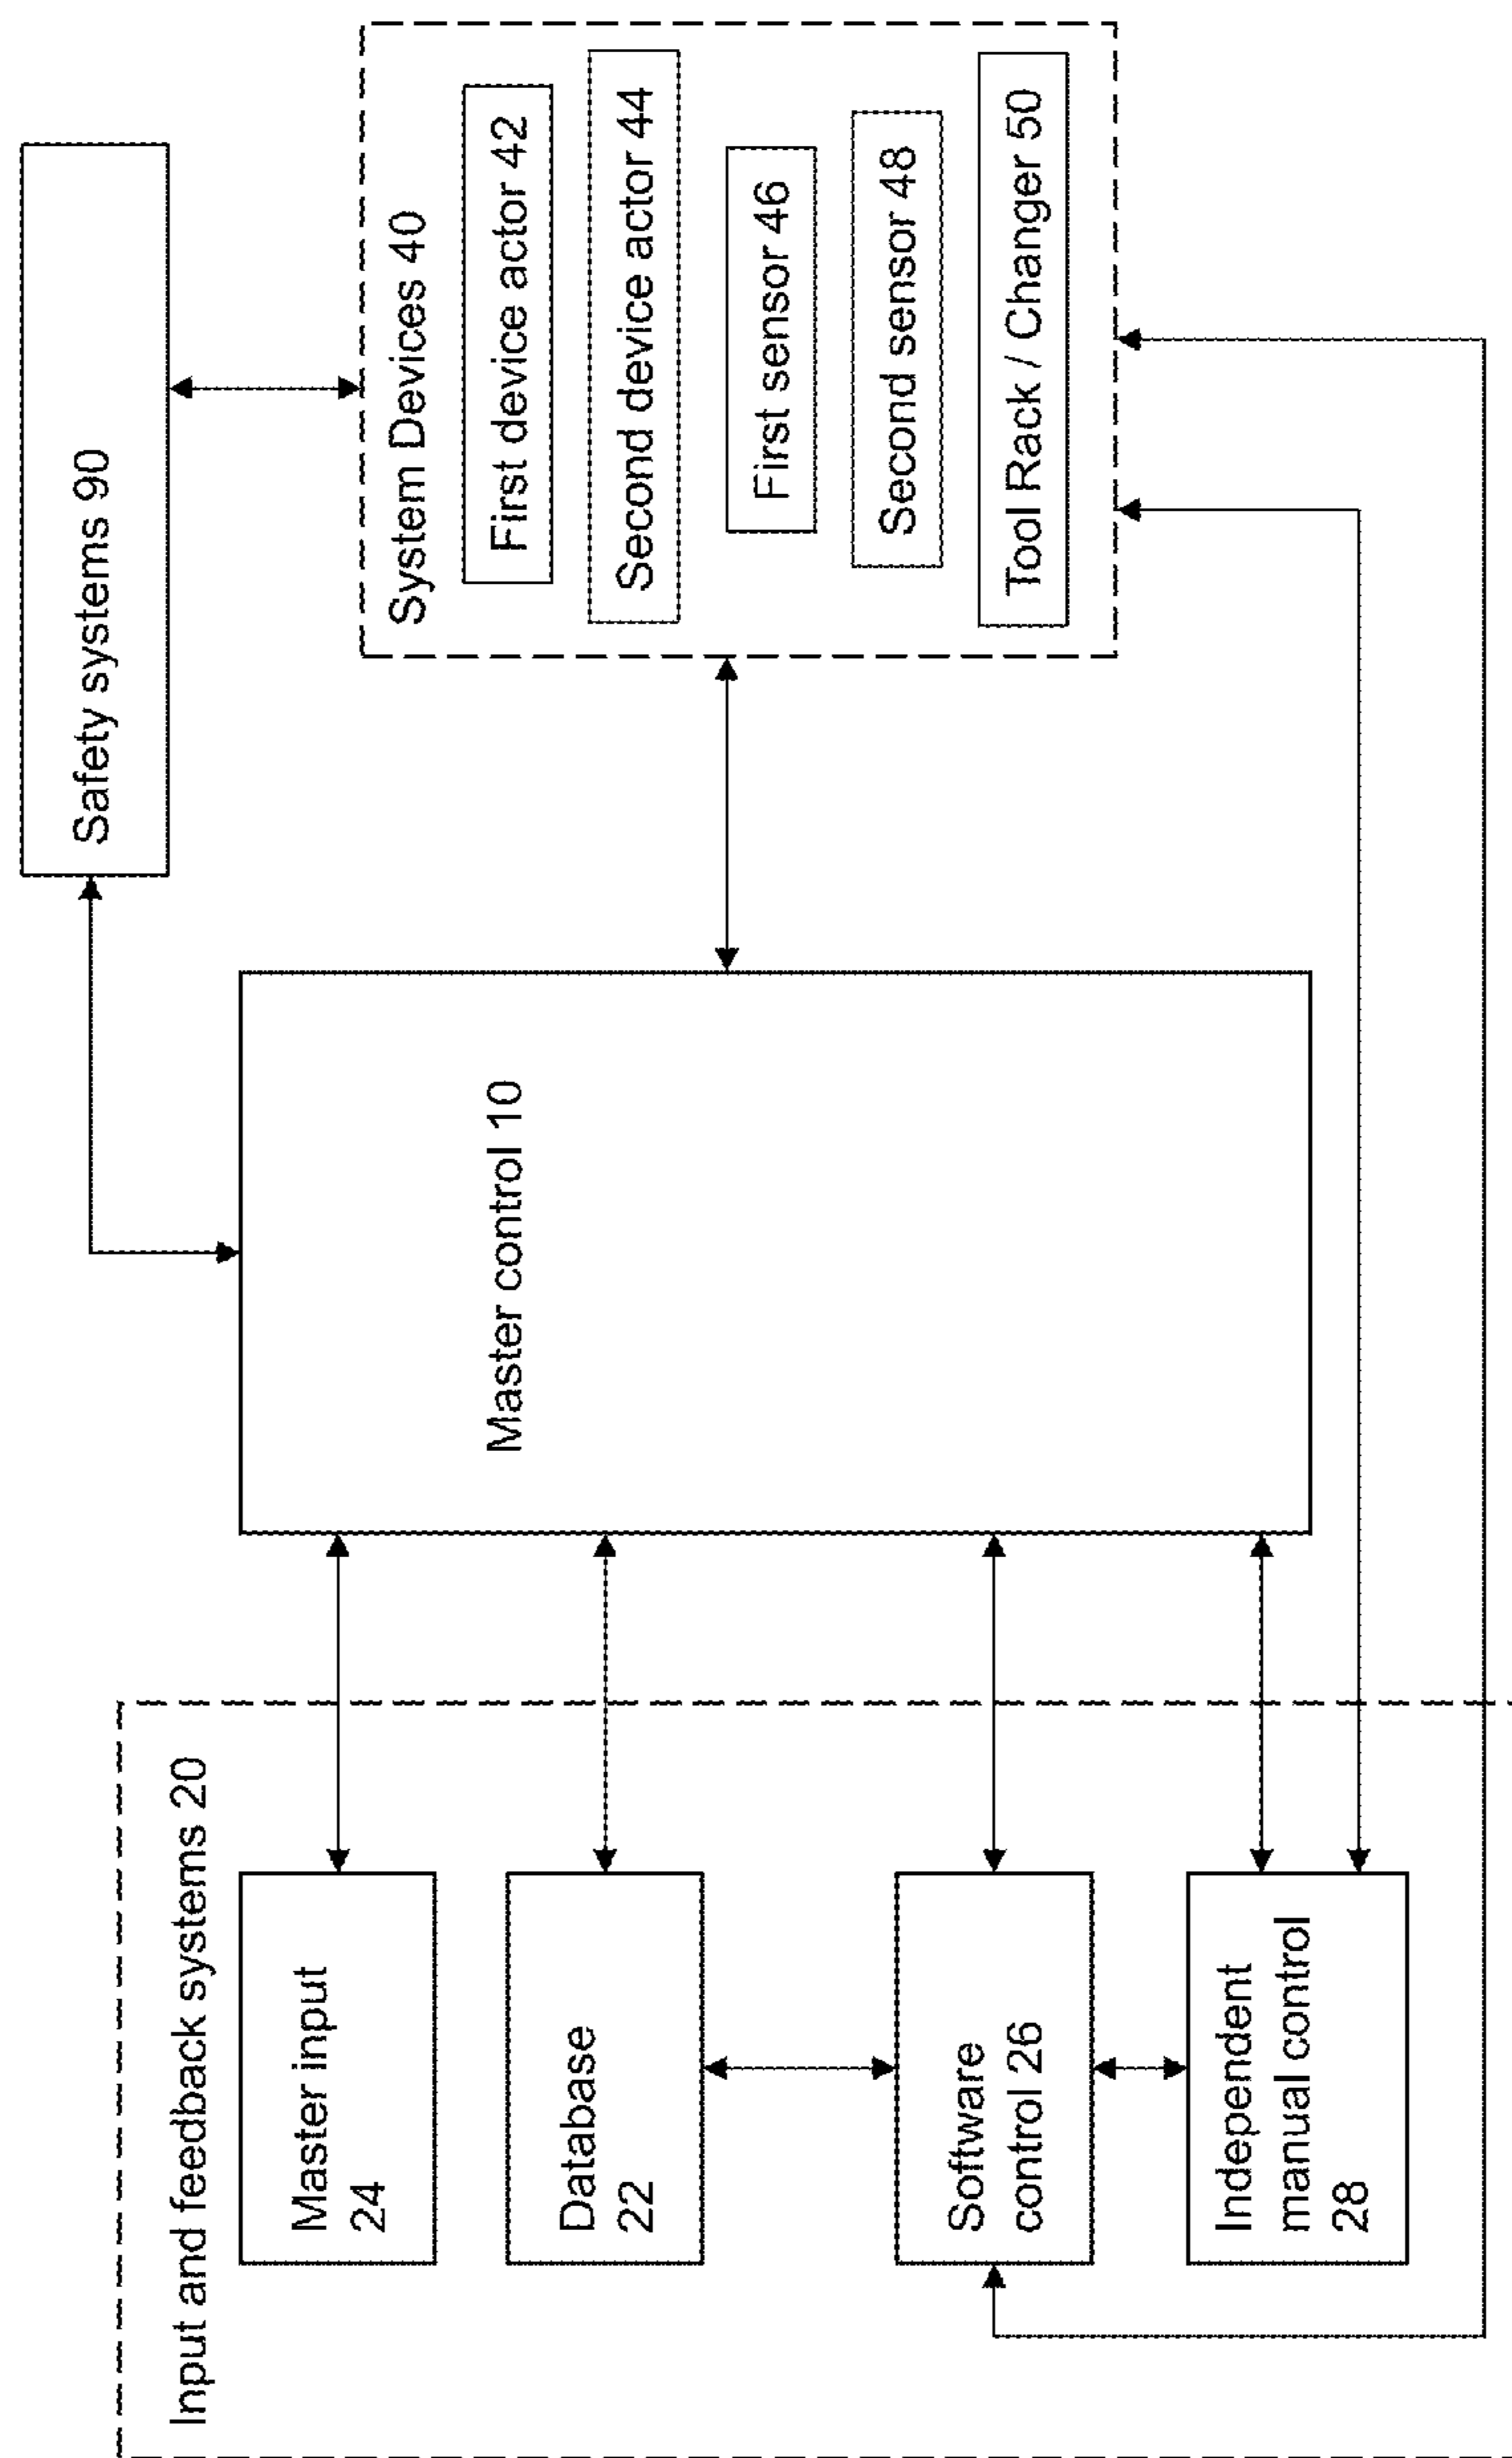 Safety systems 90
Input and feedback systems 20
Master input
24
Database
22
Software
control 26
Independent
manual control
28
Master control 10
System Devices 40
First device actor 42
Second device actor 44
First sensor 46
Second sensor 48
Tool Rack / Changer 50